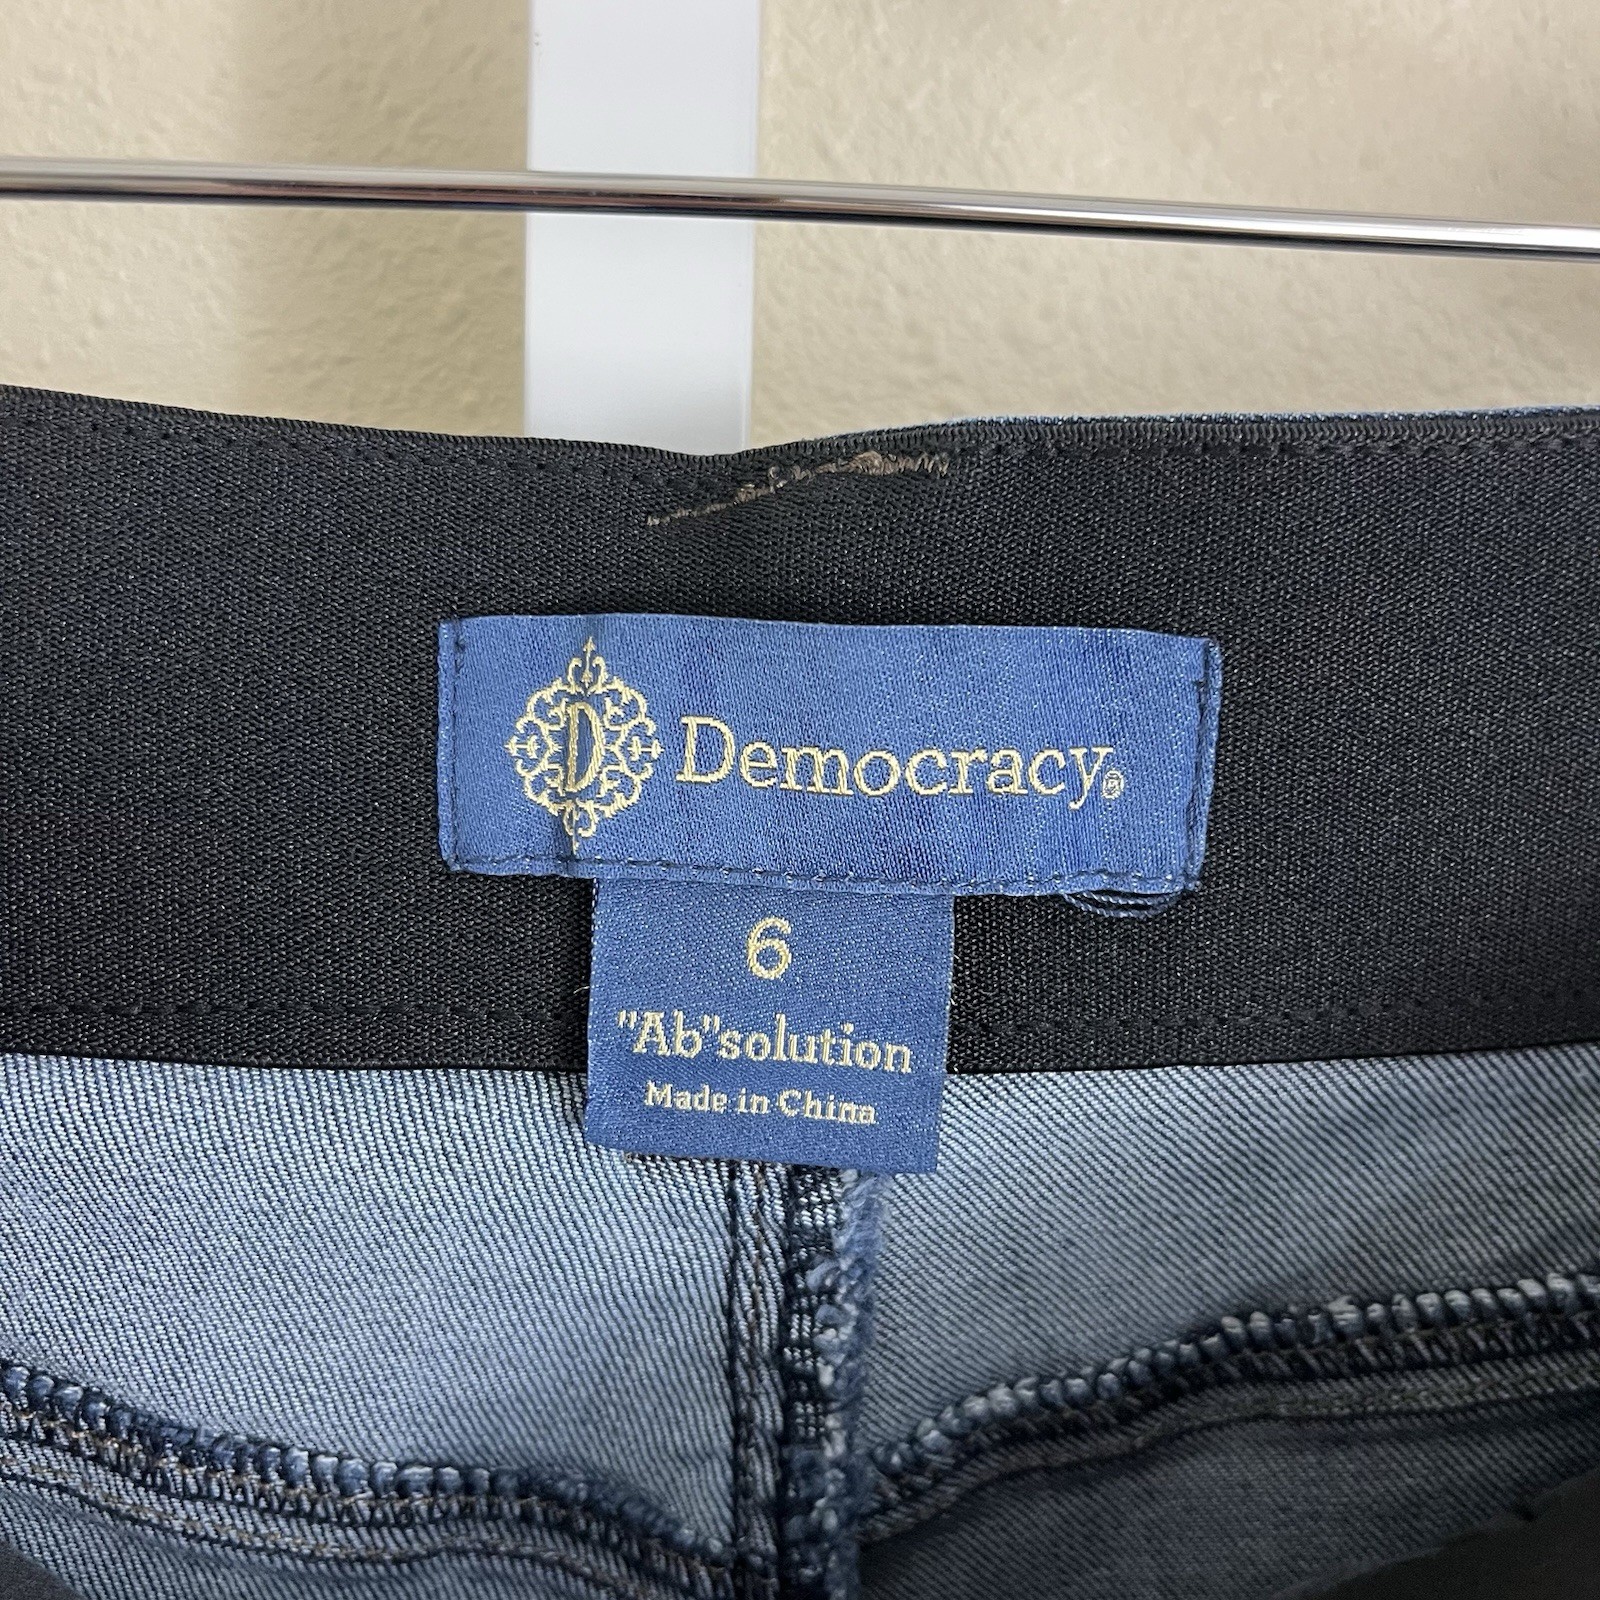 D Democracy®
6
"Ab"solution
Made in China